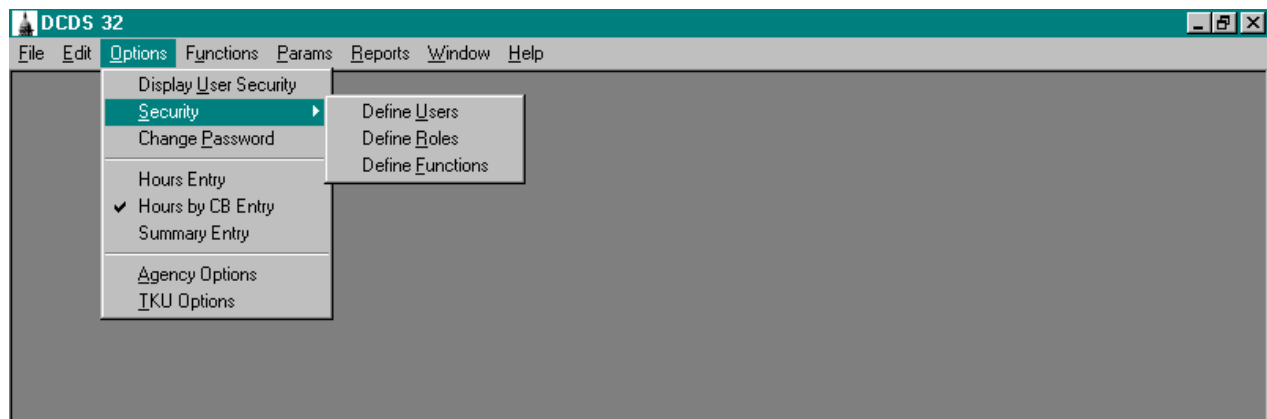 DCDS 32
File Edit Options Functions Params Reports Window Help
Display User Security
Security
Change Password
Hours Entry
Hours by CB Entry
Summary Entry
Agency Options
TKU Options
Define Users
Define Roles
Define Functions